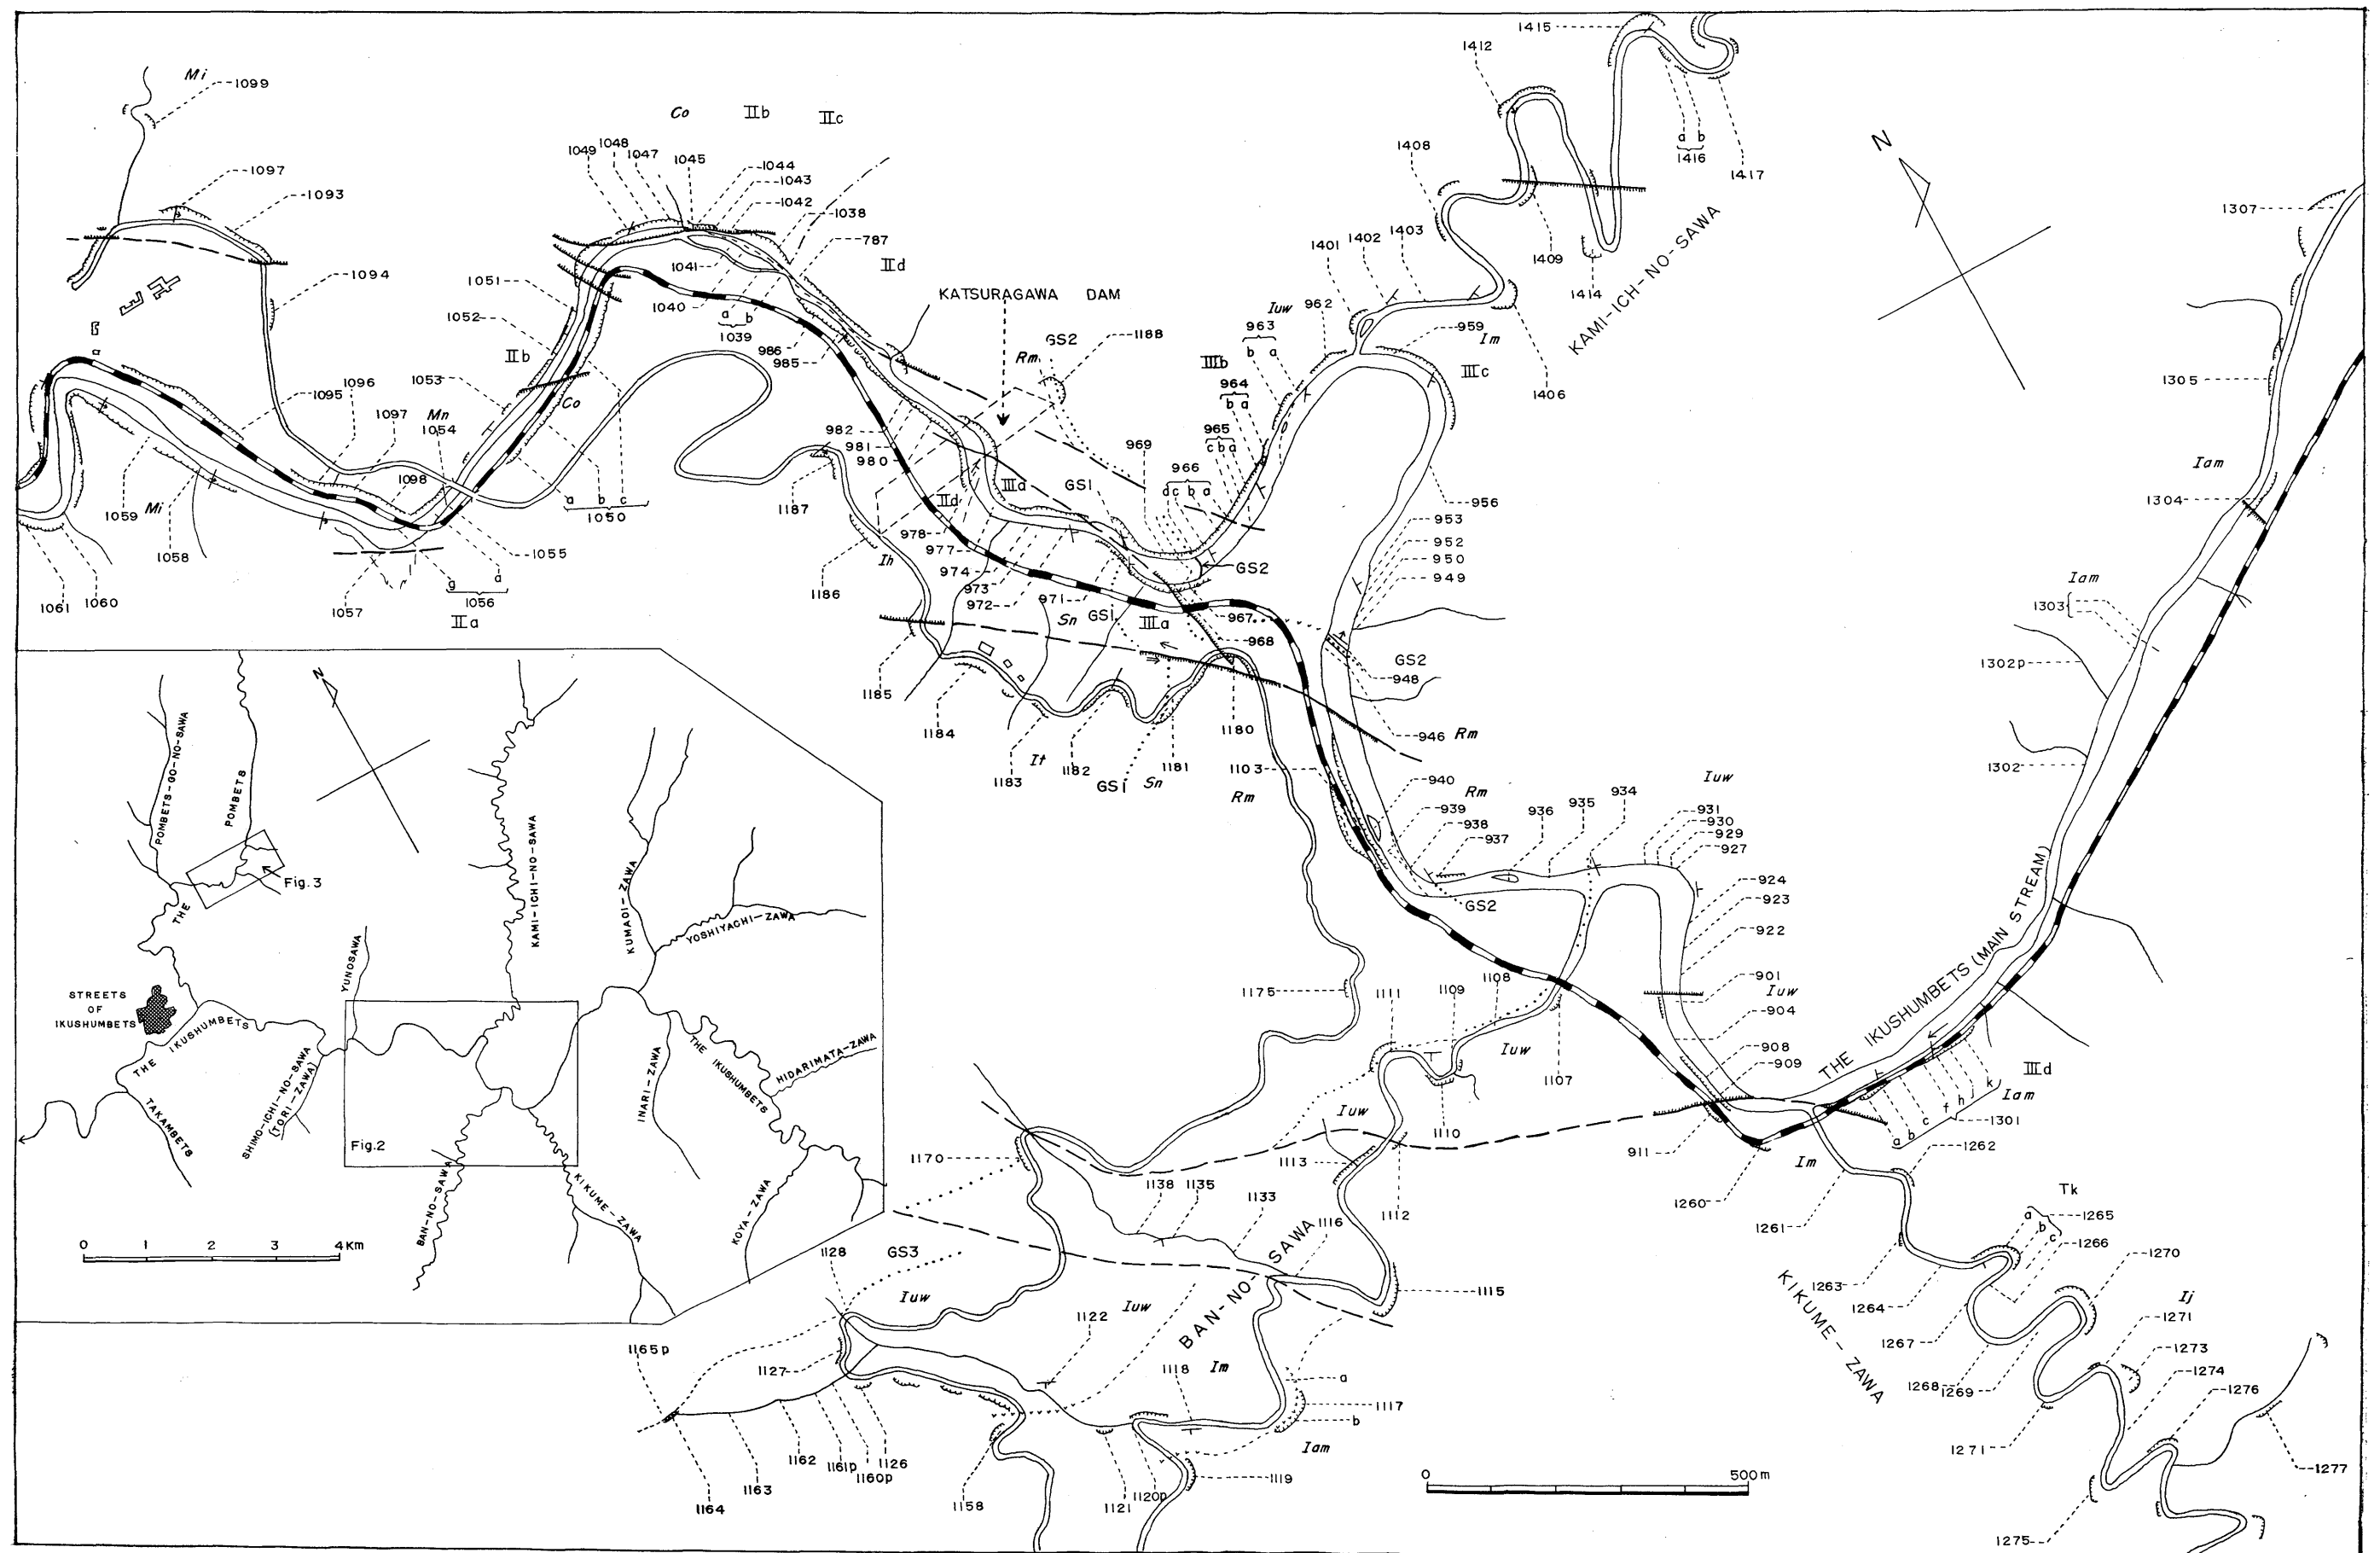 Mi
1099
1097
1093
1094
Co
IIb
IIc
1049
1048
1047
1045
1044
1043
1042
1038
787
IId
1041
1040
a b
1039
986
985
1051
1052
IIb
1053
Co
Mn
1054
1095
1096
1097
1098
1059
Mi
1058
1061
1060
1057
g a
1056
IIa
1055
a b c
1050
KATSURAGAWA DAM
GS2
Rm
1188
982
981
980
IId
IIIa
GS1
978
977
974
973
972
971
1187
1186
Ih
1185
1184
1183
It
1182
GS1
Sn
1181
1180
Sn
GS1
IIIa
969
966
d c b a
965
c b a
964
b a
IIIb
963
b a
Iuw
962
GS2
967
968
1401
1402
1403
1408
1412
1415
a b
1416
1417
1409
1414
1406
KAMI-ICH-NO-SAWA
959
Im
IIIc
956
953
952
950
949
GS2
948
946
Rm
N
1307
1305
Iam
1304
Iam
1303
1302p
1302
1103
Rm
940
Rm
939
938
937
936
935
934
Iuw
931
930
929
927
924
923
922
901
Iuw
904
908
909
911
GS2
THE IKUSHUMBETS (MAIN STREAM)
IIId
Iam
a b c f h k
1301
1262
1260
Im
1261
Tk
a
b
c
1265
1266
1270
1263
1264
1267
1268
1269
Ij
1271
1273
1274
1276
1271
1275
1277
KIKUME-ZAWA
1175
1111
1109
1108
Iuw
1107
1110
Iuw
1113
1112
1170
1138
1135
1133
1116
BAN-NO-SAWA
1115
1128
GS3
Iuw
1122
Iuw
1118
Im
a
1117
b
Iam
1119
1120p
1121
1158
1165p
1127
1126
1160p
1161p
1162
1163
1164
0 500m
N
POMBETS-GO-NO-SAWA
POMBETS
Fig.3
THE
STREETS
OF
IKUSHUMBETS
THE IKUSHUMBETS
TAKAMBETS
SHIMO-ICHI-NO-SAWA
(TORI-ZAWA)
YUNOSAWA
KAMI-ICHI-NO-SAWA
KUMAOI-ZAWA
YOSHIYACHI-ZAWA
THE IKUSHUMBETS
HIDARIMATA-ZAWA
INARI-ZAWA
KOYA-ZAWA
KIKUME-ZAWA
BAN-NO-SAWA
Fig.2
0 1 2 3 4Km